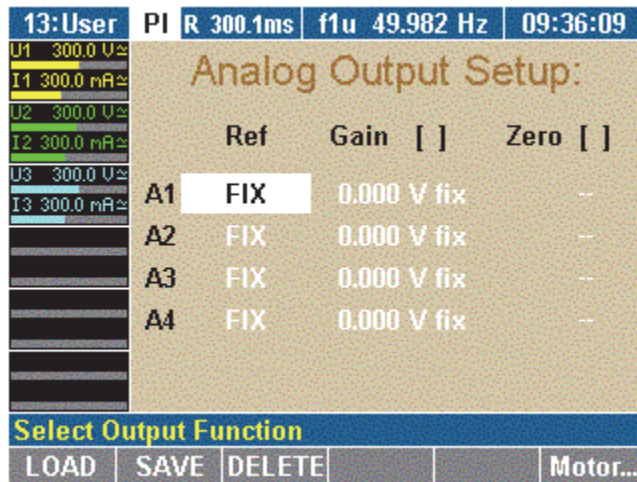 13:User PI R 300.1ms f1u 49.982 Hz 09:36:09
U1 300.0 V≃
I1 300.0 mA≃
U2 300.0 V≃
I2 300.0 mA≃
U3 300.0 V≃
I3 300.0 mA≃
Analog Output Setup:
Ref Gain [ ] Zero [ ]
A1 FIX 0.000 V fix --
A2 FIX 0.000 V fix --
A3 FIX 0.000 V fix --
A4 FIX 0.000 V fix --
Select Output Function
LOAD SAVE DELETE Motor...